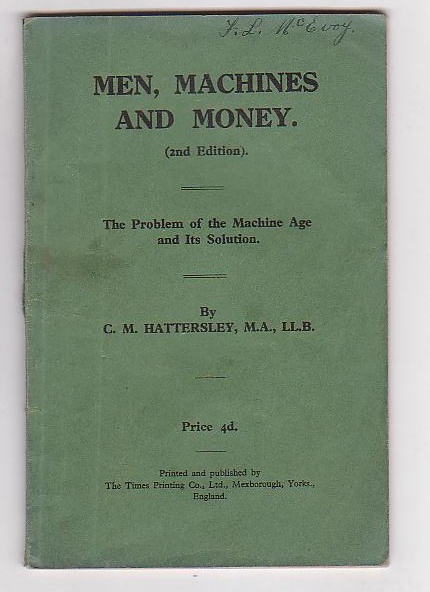 F. L. McEvoy.
MEN, MACHINES
AND MONEY.
(2nd Edition).
The Problem of the Machine Age
and Its Solution.
By
C. M. HATTERSLEY, M.A., LL.B.
Price 4d.
Printed and published by
The Times Printing Co., Ltd., Mexborough, Yorks.,
England.